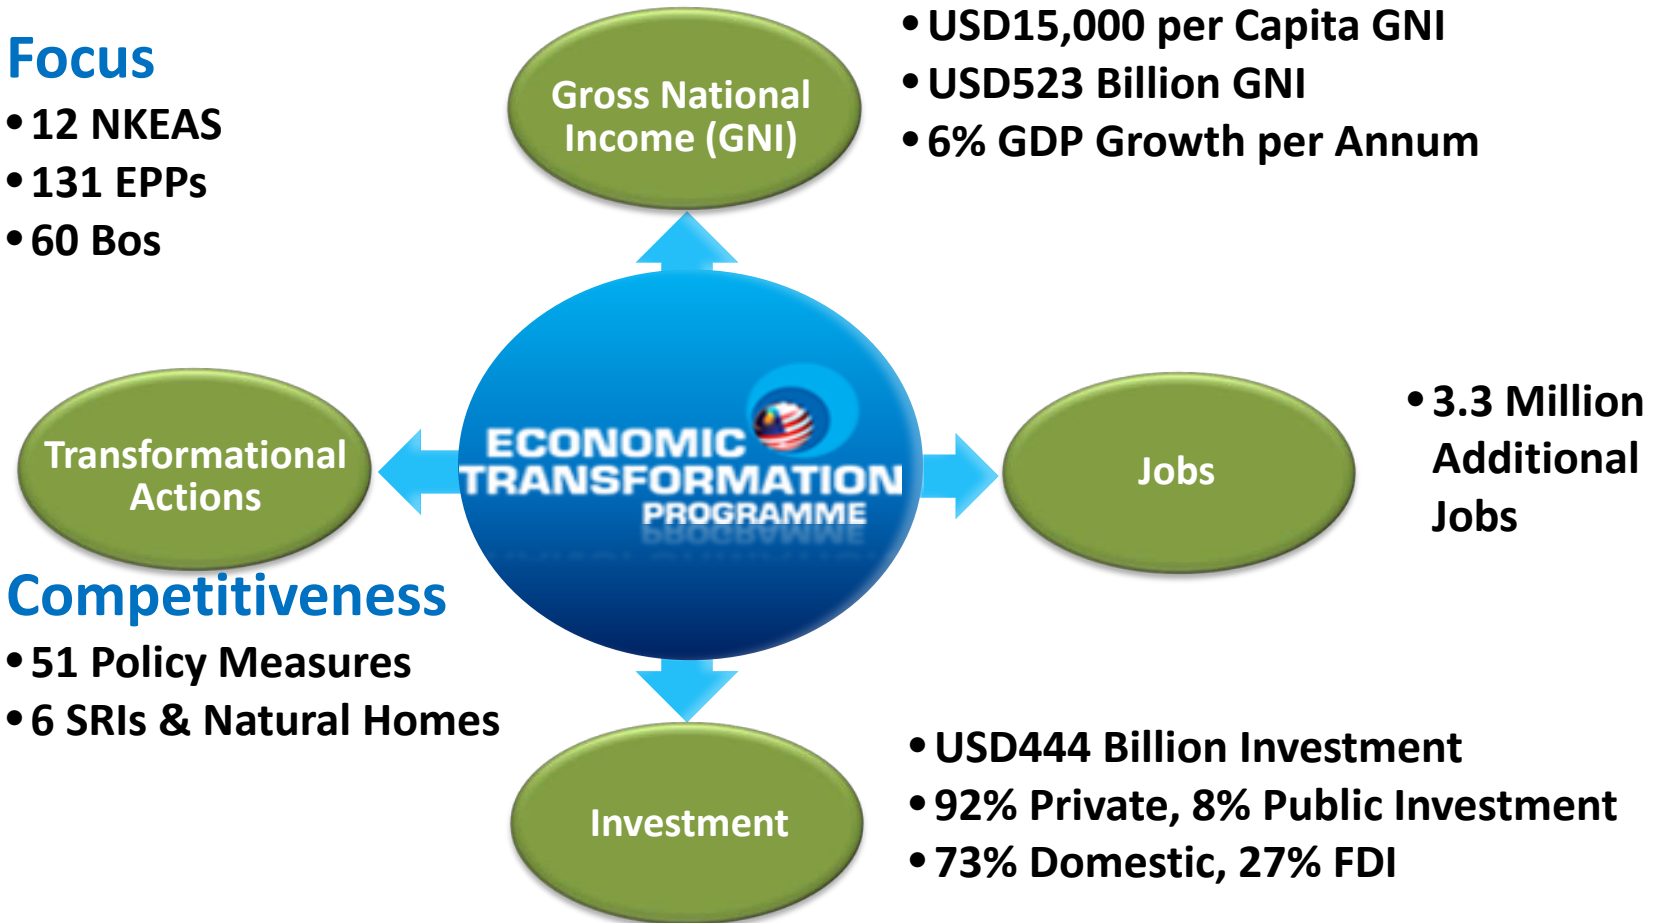 Focus
• 12 NKEAS
• 131 EPPs
• 60 Bos
Gross National
Income (GNI)
• USD15,000 per Capita GNI
• USD523 Billion GNI
• 6% GDP Growth per Annum
Transformational
Actions
ECONOMIC
TRANSFORMATION
PROGRAMME
Jobs
• 3.3 Million
Additional
Jobs
Competitiveness
• 51 Policy Measures
• 6 SRIs & Natural Homes
Investment
• USD444 Billion Investment
• 92% Private, 8% Public Investment
• 73% Domestic, 27% FDI